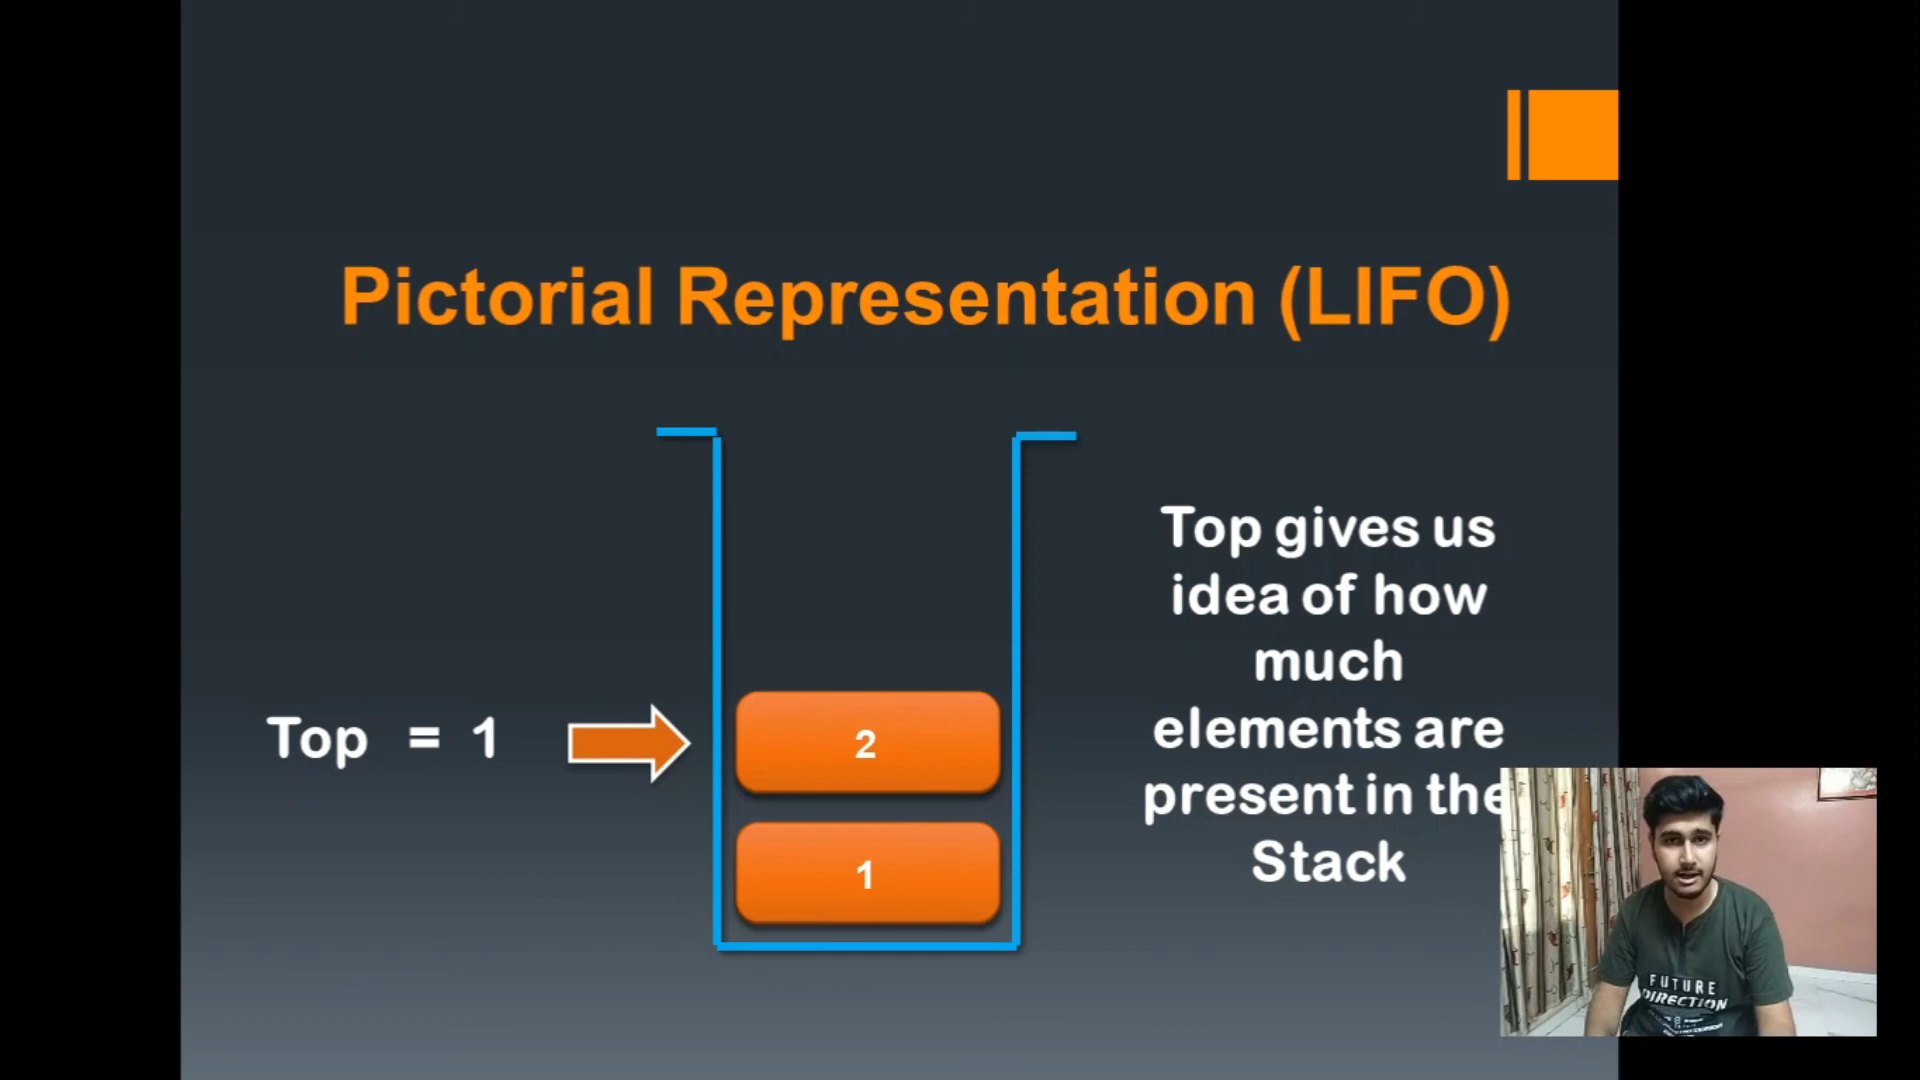 Pictorial Representation (LIFO)
Top gives us
idea of how
much
elements are
present in the
Stack
Top = 1
2
1
FUTURE
DIRECTION